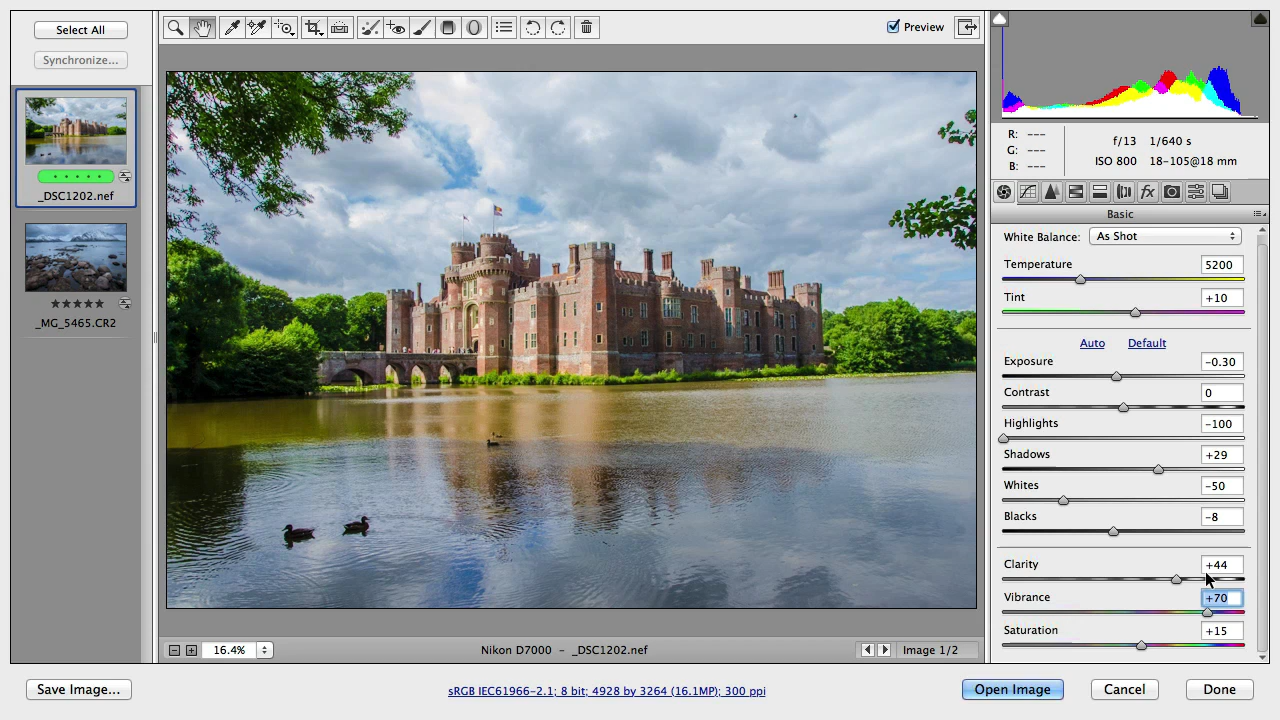 Select All
Synchronize...
_DSC1202.nef
_MG_5465.CR2
Preview
16.4%
Nikon D7000 - _DSC1202.nef
Image 1/2
R: ---
G: ---
B: ---
f/13 1/640 s
ISO 800 18-105@18 mm
fx
Basic
White Balance: As Shot
Temperature 5200
Tint +10
Auto Default
Exposure -0.30
Contrast 0
Highlights -100
Shadows +29
Whites -50
Blacks -8
Clarity +44
Vibrance +70
Saturation +15
Save Image...
sRGB IEC61966-2.1; 8 bit; 4928 by 3264 (16.1MP); 300 ppi
Open Image
Cancel
Done